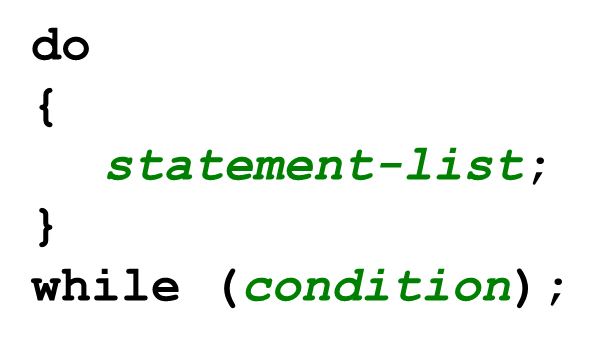 do
{
statement-list;
}
while (condition);